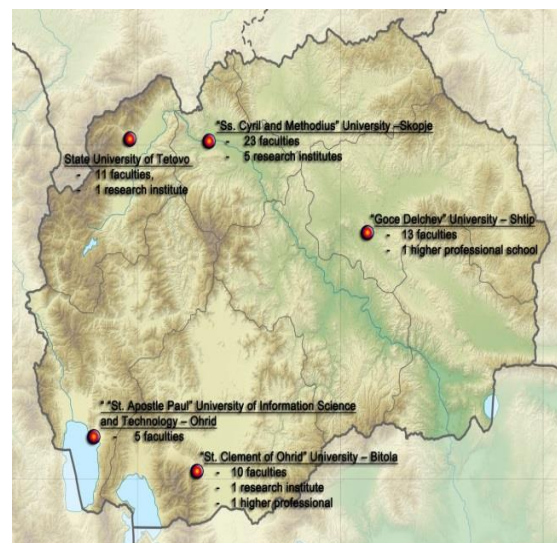 "Ss. Cyril and Methodius" University –Skopje
- 23 faculties
- 5 research institutes
State University of Tetovo
- 11 faculties,
- 1 research institute
"Goce Delchev" University – Shtip
- 13 faculties
- 1 higher professional school
" "St. Apostle Paul" University of Information Science
and Technology – Ohrid
- 5 faculties
"St. Clement of Ohrid" University – Bitola
- 10 faculties
- 1 research institute
- 1 higher professional